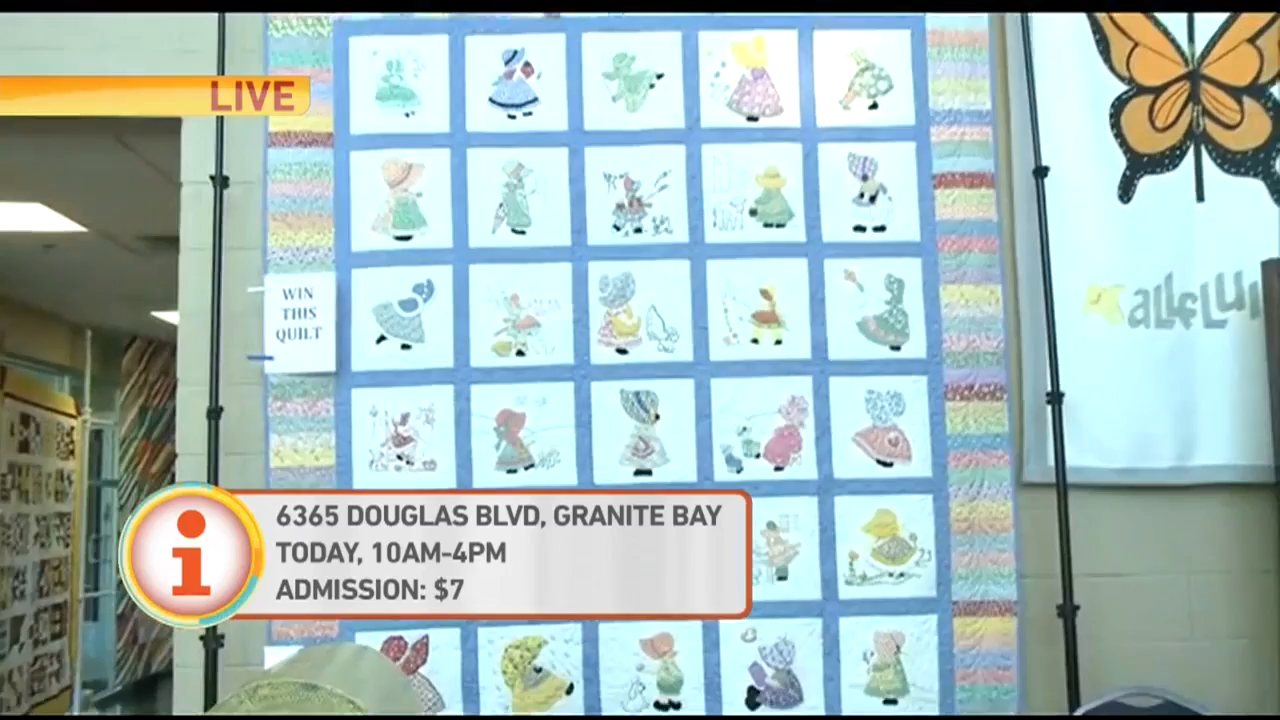 LIVE
WIN
THIS
QUILT
6365 DOUGLAS BLVD, GRANITE BAY
TODAY, 10AM-4PM
ADMISSION: $7